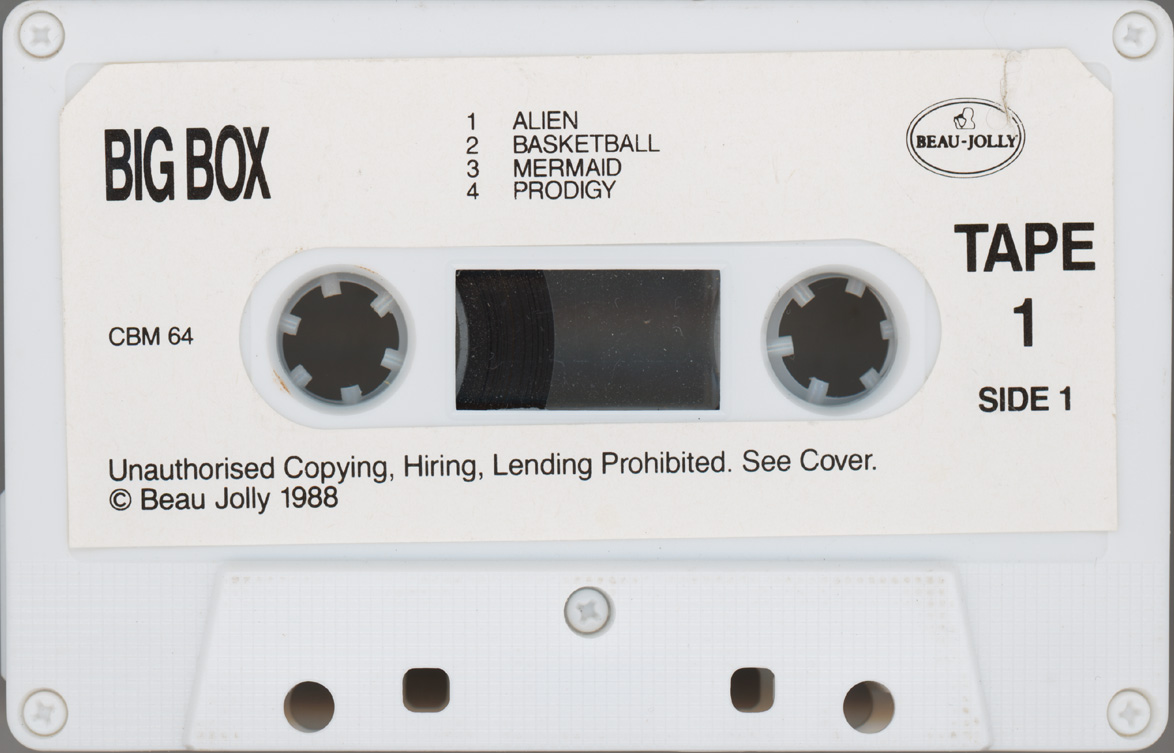 BIG BOX
1 ALIEN
2 BASKETBALL
3 MERMAID
4 PRODIGY
BEAU-JOLLY
TAPE
1
SIDE 1
CBM 64
Unauthorised Copying, Hiring, Lending Prohibited. See Cover.
© Beau Jolly 1988